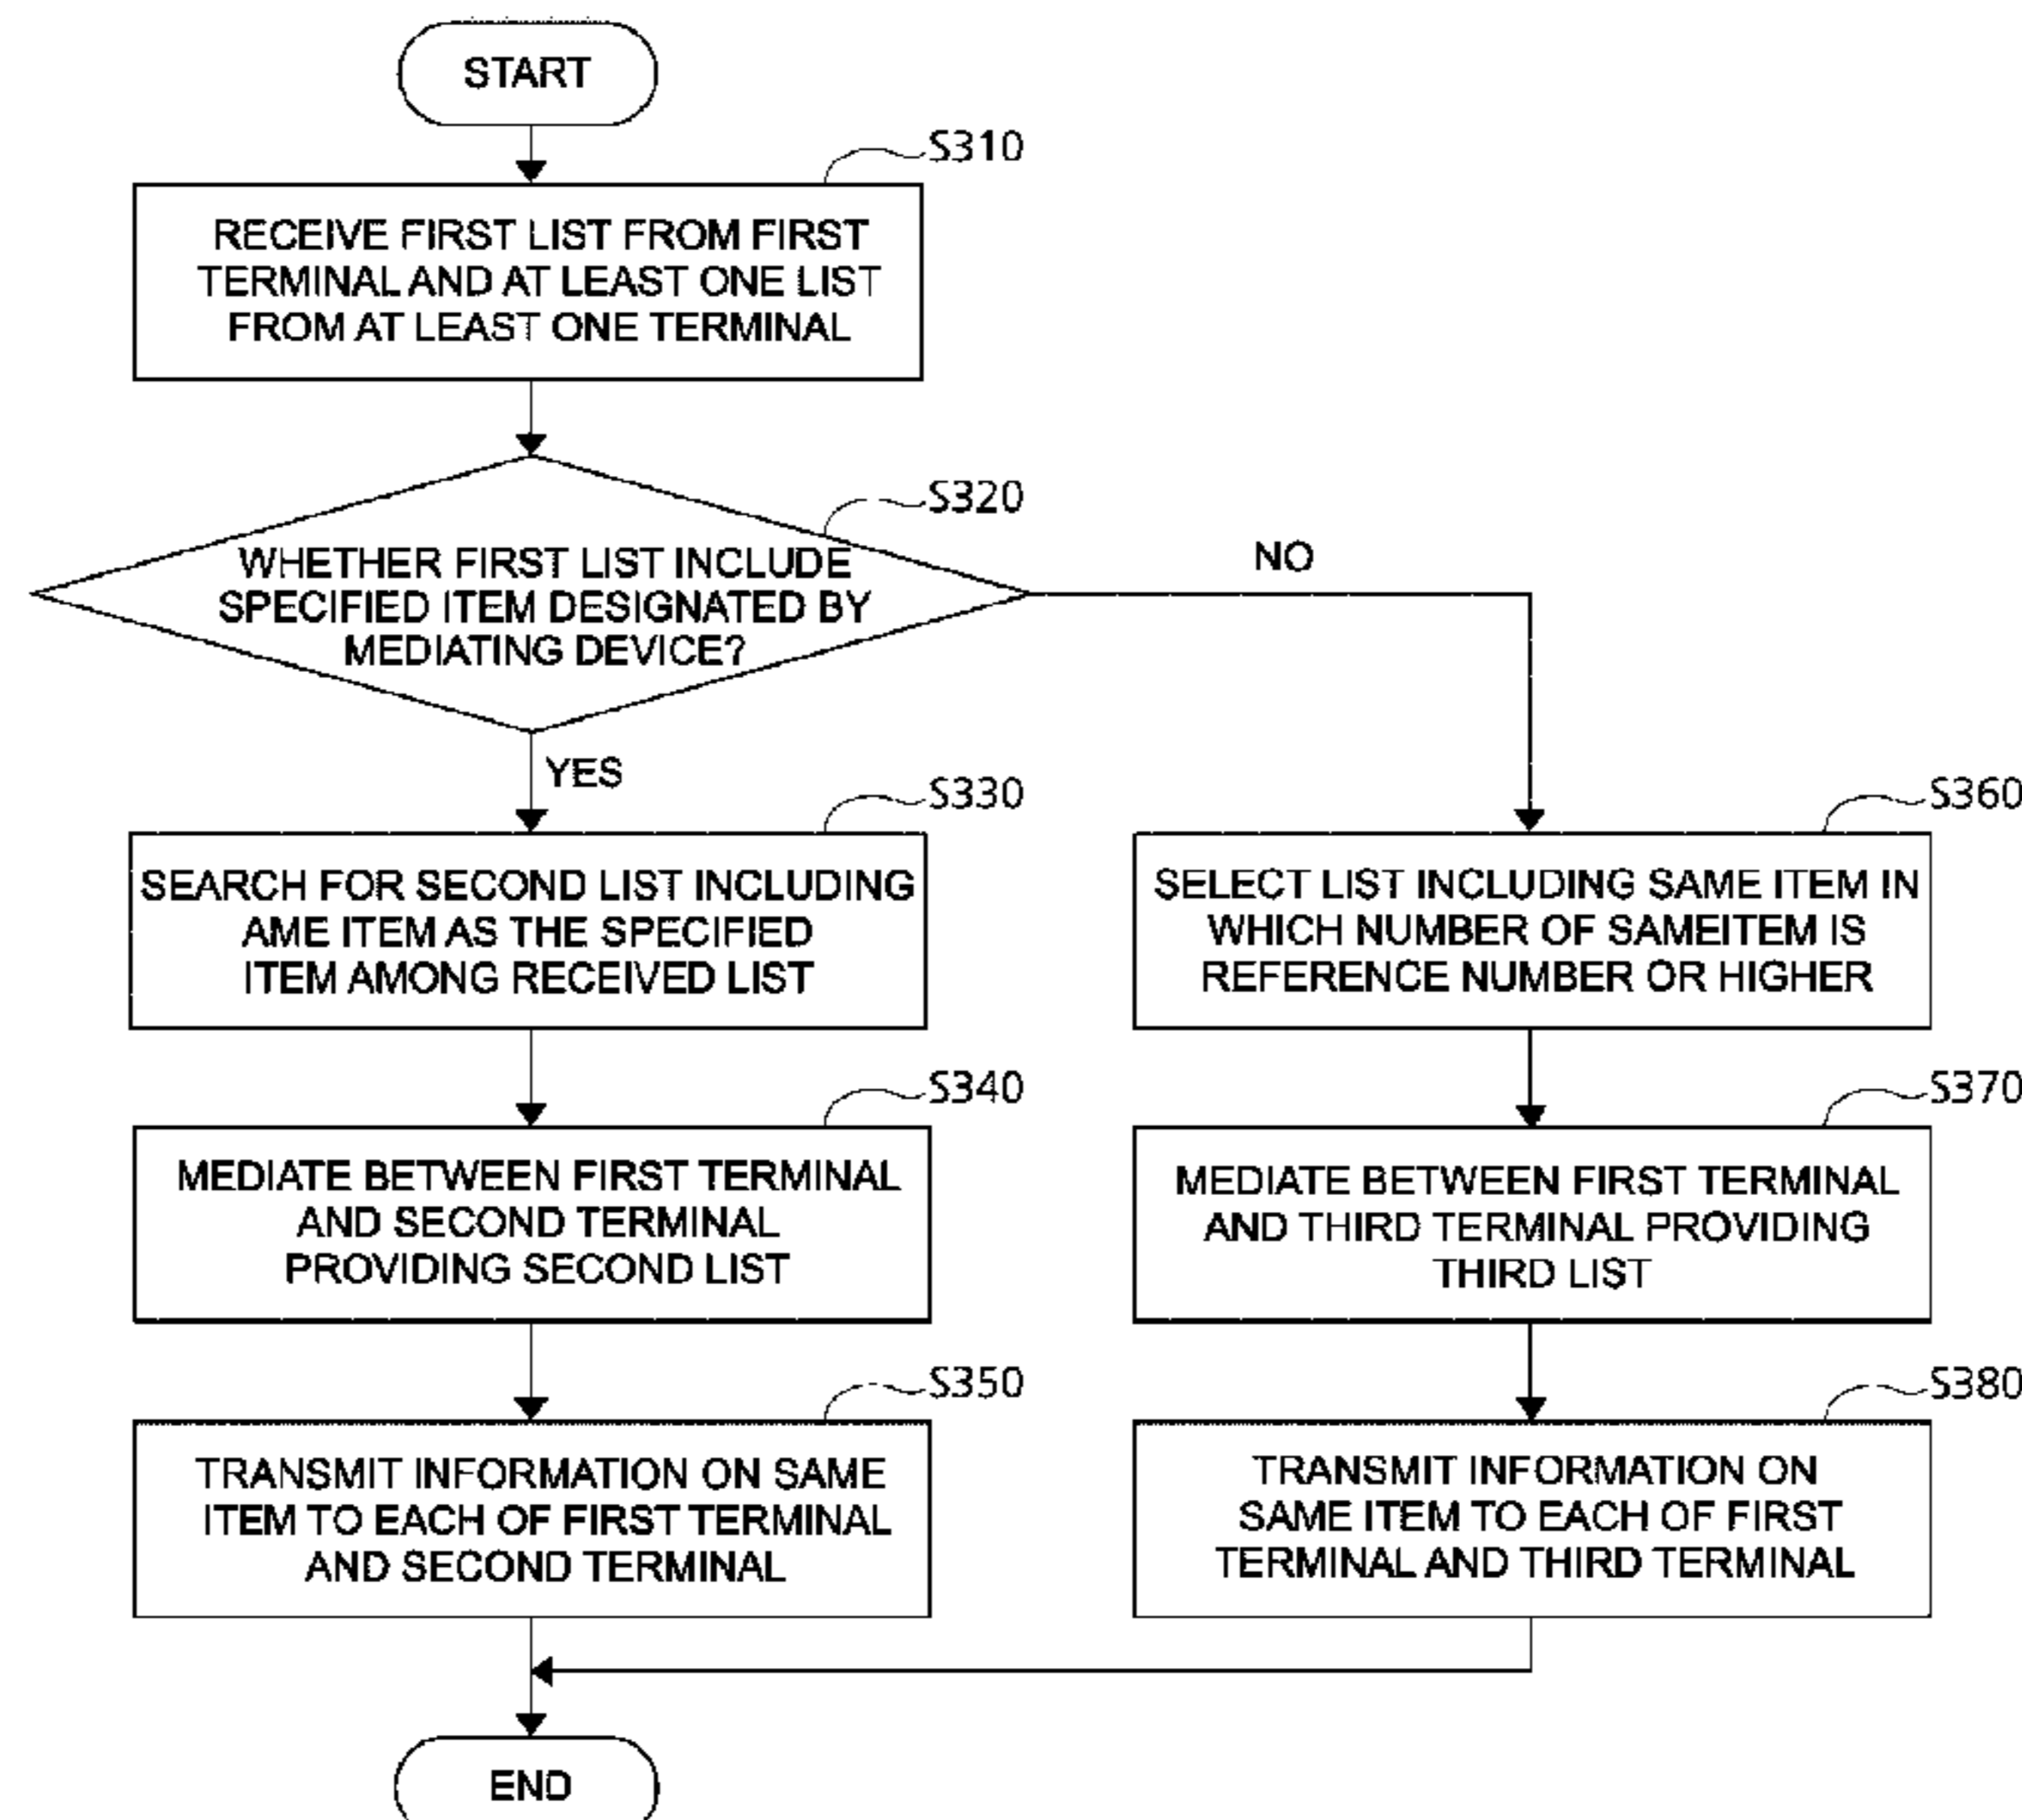 START
S310
RECEIVE FIRST LIST FROM FIRST
TERMINAL AND AT LEAST ONE LIST
FROM AT LEAST ONE TERMINAL
S320
WHETHER FIRST LIST INCLUDE
SPECIFIED ITEM DESIGNATED BY
MEDIATING DEVICE?
NO
YES
S330
SEARCH FOR SECOND LIST INCLUDING
AME ITEM AS THE SPECIFIED
ITEM AMONG RECEIVED LIST
S340
MEDIATE BETWEEN FIRST TERMINAL
AND SECOND TERMINAL
PROVIDING SECOND LIST
S350
TRANSMIT INFORMATION ON SAME
ITEM TO EACH OF FIRST TERMINAL
AND SECOND TERMINAL
S360
SELECT LIST INCLUDING SAME ITEM IN
WHICH NUMBER OF SAMEITEM IS
REFERENCE NUMBER OR HIGHER
S370
MEDIATE BETWEEN FIRST TERMINAL
AND THIRD TERMINAL PROVIDING
THIRD LIST
S380
TRANSMIT INFORMATION ON
SAME ITEM TO EACH OF FIRST
TERMINAL AND THIRD TERMINAL
END